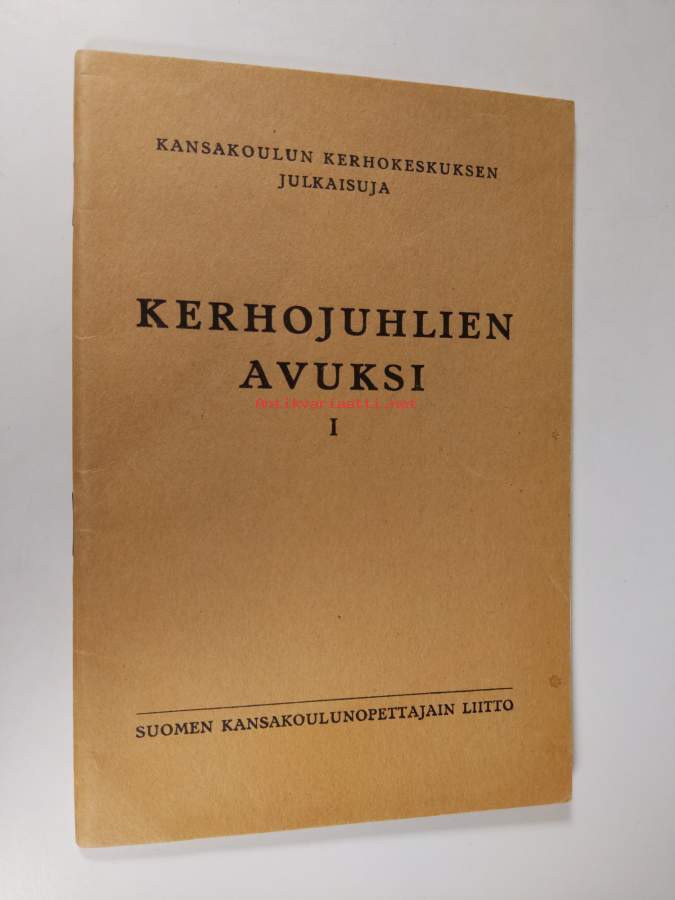 KANSAKOULUN KERHOKESKUKSEN
JULKAISUJA
KERHOJUHLIEN
AVUKSI
Antikvariaatti.net
I
SUOMEN KANSAKOULUNOPETTAJAIN LIITTO